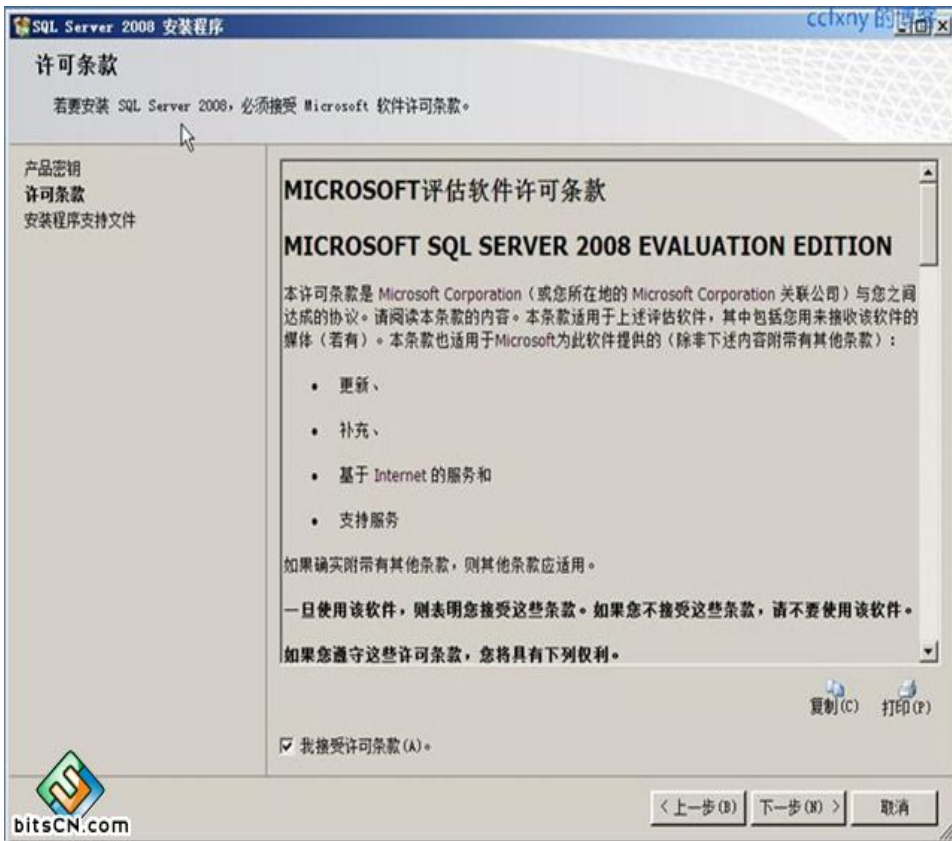 SQL Server 2008 安装程序
cctxny 的博客
许可条款
若要安装 SQL Server 2008，必须接受 Microsoft 软件许可条款。
产品密钥
许可条款
安装程序支持文件
MICROSOFT评估软件许可条款
MICROSOFT SQL SERVER 2008 EVALUATION EDITION
本许可条款是 Microsoft Corporation（或您所在地的 Microsoft Corporation 关联公司）与您之间
达成的协议。请阅读本条款的内容。本条款适用于上述评估软件，其中包括您用来接收该软件的
媒体（若有）。本条款也适用于Microsoft为此软件提供的（除非下述内容附带有其他条款）：
• 更新、
• 补充、
• 基于 Internet 的服务和
• 支持服务
如果确实附带有其他条款，则其他条款应适用。
一旦使用该软件，则表明您接受这些条款。如果您不接受这些条款，请不要使用该软件。
如果您遵守这些许可条款，您将具有下列权利。
复制(C) 打印(P)
我接受许可条款(A)。
< 上一步(B) 下一步(N) > 取消
bitsCN.com